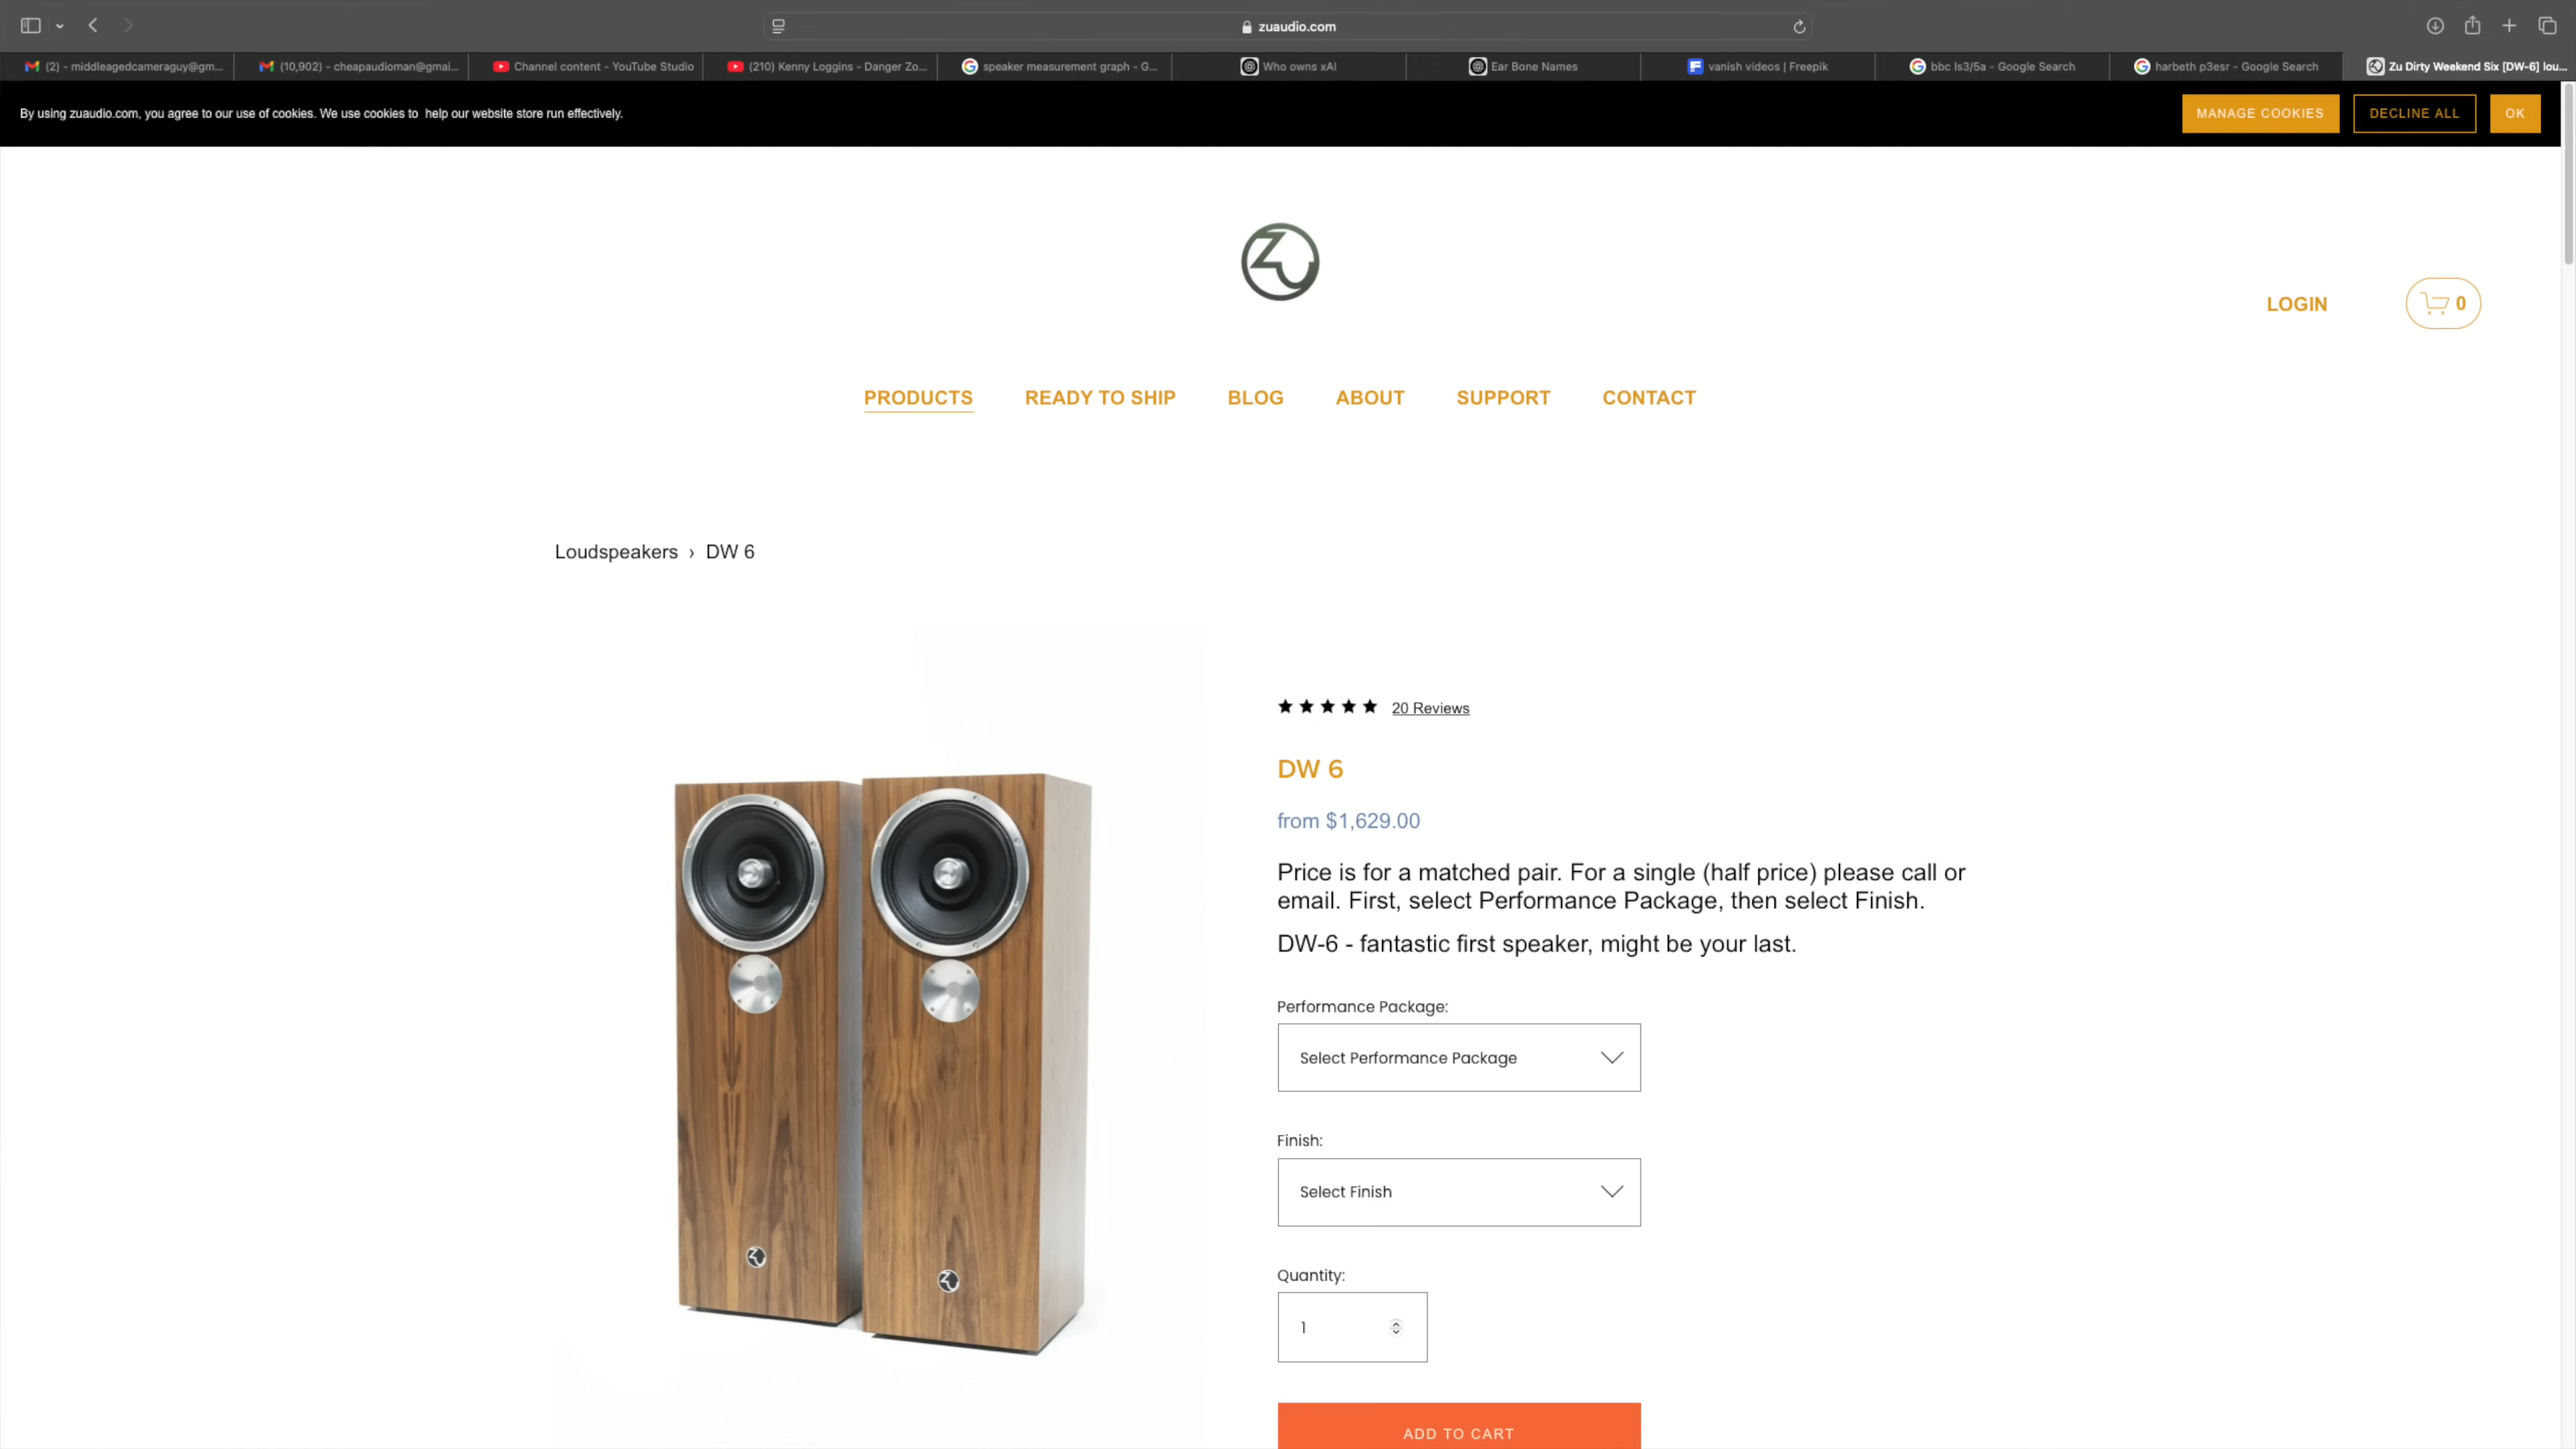 zuaudio.com
(2) - middleagedcameraguy@gm...
(10,902) - cheapaudioman@gmai...
Channel content - YouTube Studio
(210) Kenny Loggins - Danger Zo...
speaker measurement graph - G...
Who owns xAI
Ear Bone Names
vanish videos | Freepik
bbc ls3/5a - Google Search
harbeth p3esr - Google Search
Zu Dirty Weekend Six [DW-6] lou...
By using zuaudio.com, you agree to our use of cookies. We use cookies to help our website store run effectively.
MANAGE COOKIES
DECLINE ALL
OK
ZU
LOGIN
0
PRODUCTS
READY TO SHIP
BLOG
ABOUT
SUPPORT
CONTACT
Loudspeakers › DW 6
20 Reviews
DW 6
from $1,629.00
Price is for a matched pair. For a single (half price) please call or
email. First, select Performance Package, then select Finish.
DW-6 - fantastic first speaker, might be your last.
Performance Package:
Select Performance Package
Finish:
Select Finish
Quantity:
1
ADD TO CART